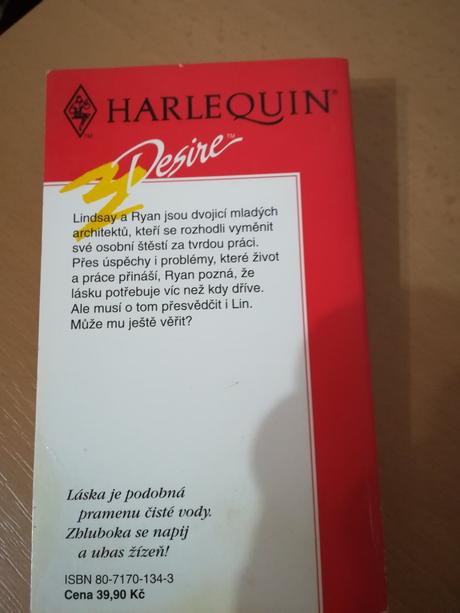 HARLEQUIN®
TM
Desire™
Lindsay a Ryan jsou dvojicí mladých
architektů, kteří se rozhodli vyměnit
své osobní štěstí za tvrdou práci.
Přes úspěchy i problémy, které život
a práce přináší, Ryan pozná, že
lásku potřebuje víc než kdy dříve.
Ale musí o tom přesvědčit i Lin.
Může mu ještě věřit?
Láska je podobná
pramenu čisté vody.
Zhluboka se napij
a uhas žízeň!
ISBN 80-7170-134-3
Cena 39,90 Kč